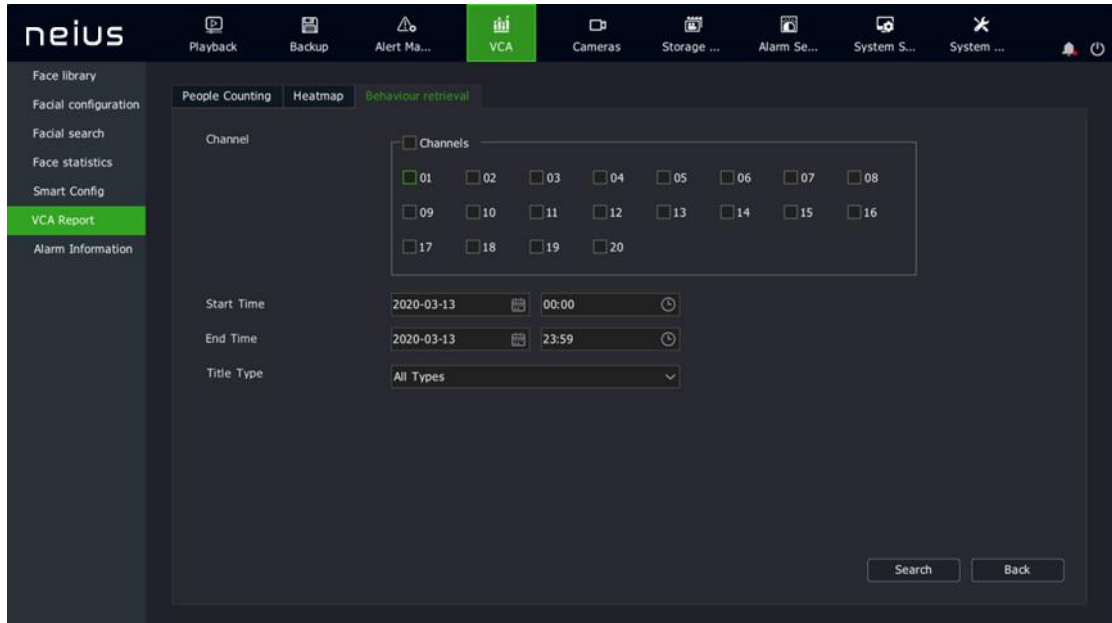 neius
Playback
Backup
Alert Ma...
VCA
Cameras
Storage ...
Alarm Se...
System S...
System ...
Face library
Facial configuration
Facial search
Face statistics
Smart Config
VCA Report
Alarm Information
People Counting Heatmap Behaviour retrieval
Channel
Channels
01 02 03 04 05 06 07 08
09 10 11 12 13 14 15 16
17 18 19 20
Start Time 2020-03-13 00:00
End Time 2020-03-13 23:59
Title Type All Types
Search Back